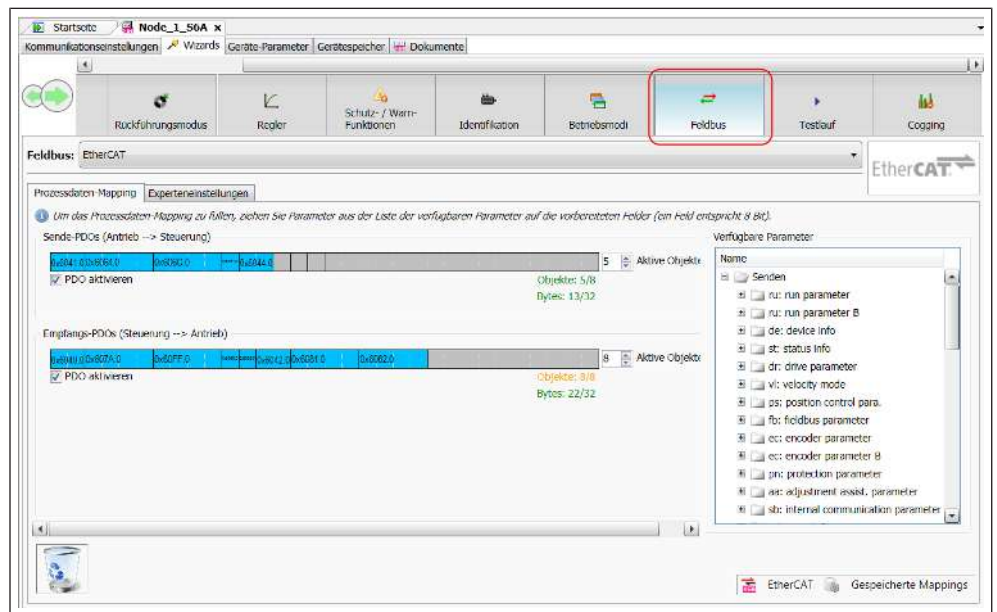 Startseite Node_1_S6A x
Kommunikationseinstellungen Wizards Geräte-Parameter Gerätespeicher Dokumente
Rückführungsmodus Regler Schutz- / Warn-Funktionen Identifikation Betriebsmodi Feldbus Testlauf Cogging
Feldbus: EtherCAT
EtherCAT
Prozessdaten-Mapping Experteneinstellungen
Um das Prozessdaten-Mapping zu füllen, ziehen Sie Parameter aus der Liste der verfügbaren Parameter auf die vorbereiteten Felder (ein Feld entspricht 8 Bit).
Sende-PDOs (Antrieb --> Steuerung)
Verfügbare Parameter
0x6041.0 0x6064.0 0x606C.0 0x6044.0 5 Aktive Objekte
Name
PDO aktivieren
Objekte: 5/8
Bytes: 13/32
Senden
ru: run parameter
ru: run parameter B
de: device info
st: status info
dr: drive parameter
vl: velocity mode
ps: position control para.
fb: fieldbus parameter
ec: encoder parameter
ec: encoder parameter B
pn: protection parameter
aa: adjustment assist. parameter
sb: internal communication parameter
Empfangs-PDOs (Steuerung --> Antrieb)
0x6040.0 0x607A.0 0x60FF.0 0x6042.0 0x6081.0 0x6082.0 8 Aktive Objekte
PDO aktivieren
Objekte: 8/8
Bytes: 22/32
EtherCAT Gespeicherte Mappings